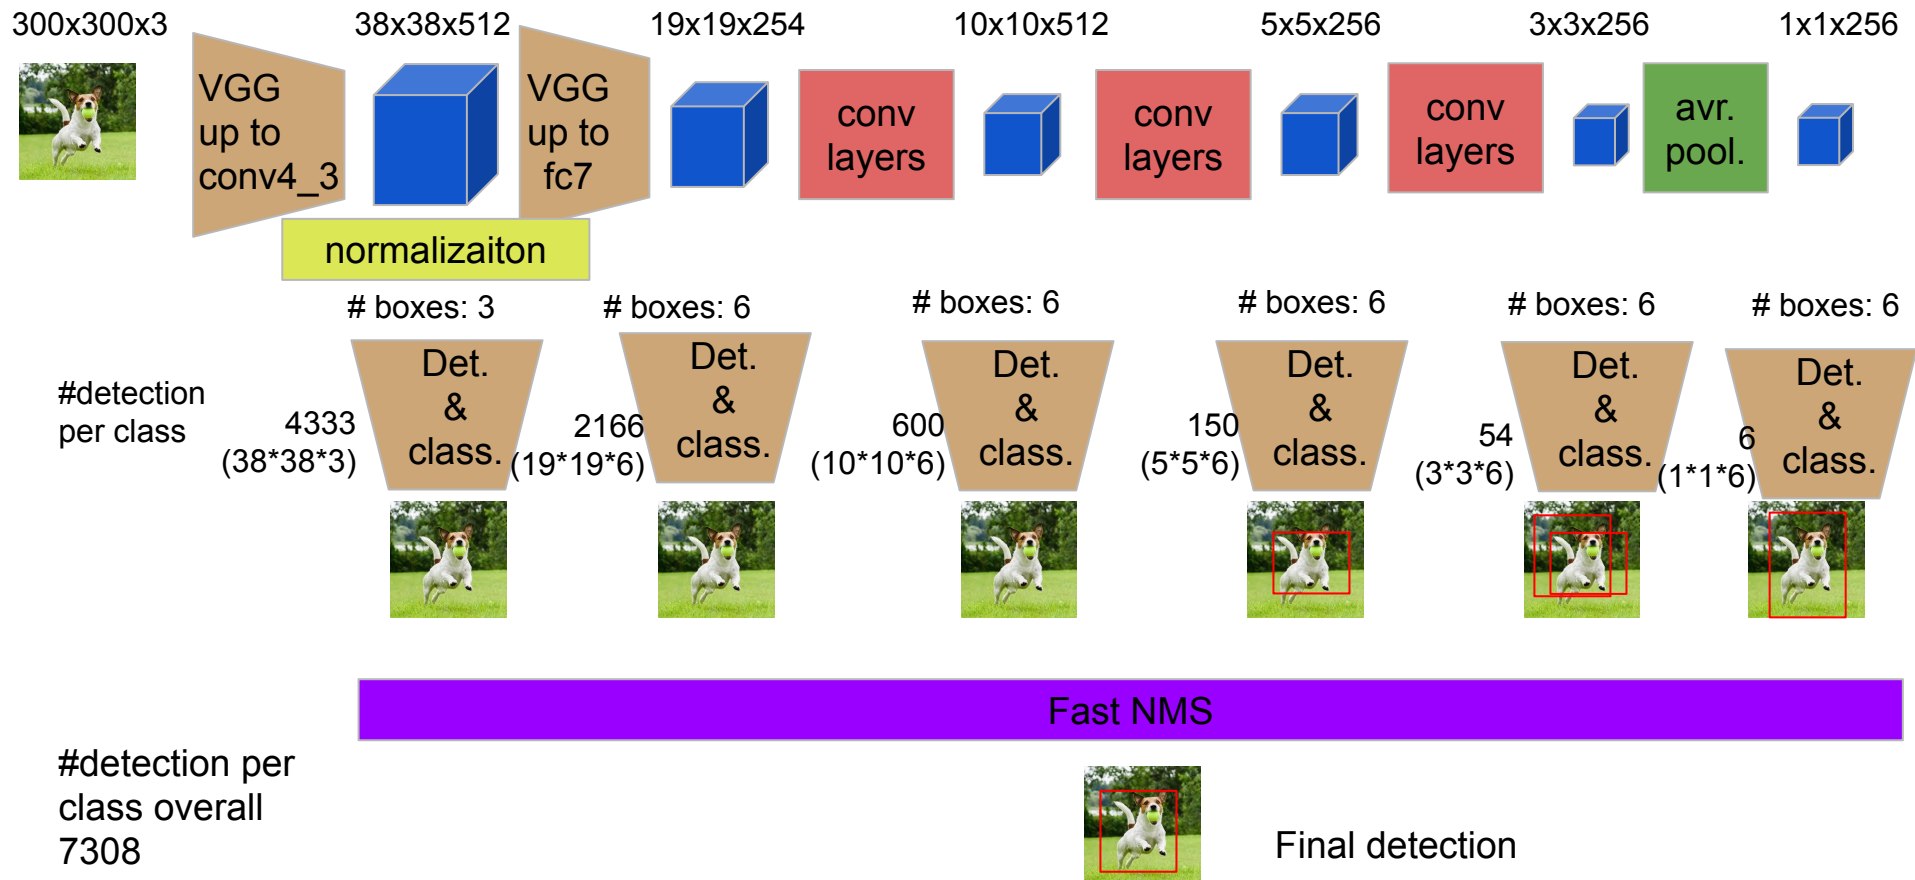 300x300x3
38x38x512
19x19x254
10x10x512
5x5x256
3x3x256
1x1x256
VGG
up to
conv4_3
VGG
up to
fc7
conv
layers
conv
layers
conv
layers
avr.
pool.
normalizaiton
# boxes: 3
# boxes: 6
# boxes: 6
# boxes: 6
# boxes: 6
# boxes: 6
#detection
per class
4333
(38*38*3)
Det.
&
class.
2166
(19*19*6)
Det.
&
class.
600
(10*10*6)
Det.
&
class.
150
(5*5*6)
Det.
&
class.
54
(3*3*6)
Det.
&
class.
6
(1*1*6)
Det.
&
class.
Fast NMS
#detection per
class overall
7308
Final detection